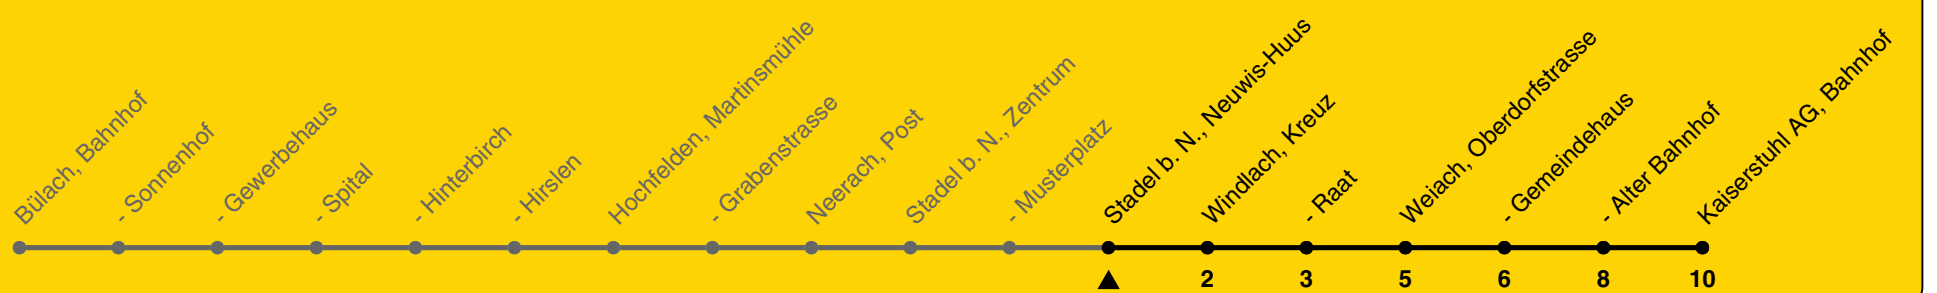 Bülach, Bahnhof
- Sonnenhof
- Gewerbehaus
- Spital
- Hinterbirch
- Hirslen
Hochfelden, Martinsmühle
- Grabenstrasse
Neerach, Post
Stadel b. N., Zentrum
- Musterplatz
Stadel b. N., Neuwis-Huus
Windlach, Kreuz
- Raat
Weiach, Oberdorfstrasse
- Gemeindehaus
- Alter Bahnhof
Kaiserstuhl AG, Bahnhof
2 3 5 6 8 10